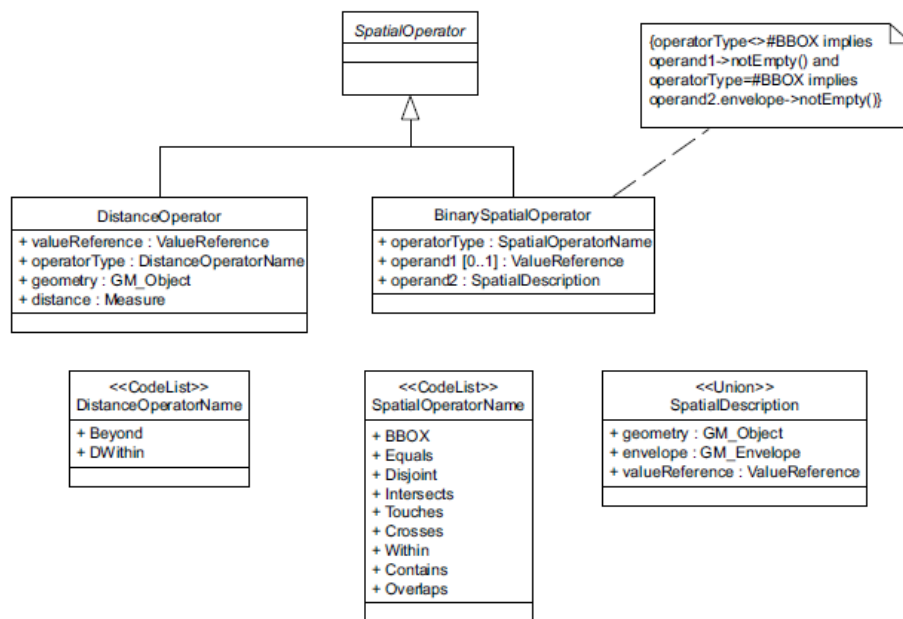 SpatialOperator
{operatorType<>#BBOX implies
operand1->notEmpty() and
operatorType=#BBOX implies
operand2.envelope->notEmpty()}
DistanceOperator
+ valueReference : ValueReference
+ operatorType : DistanceOperatorName
+ geometry : GM_Object
+ distance : Measure
BinarySpatialOperator
+ operatorType : SpatialOperatorName
+ operand1 [0..1] : ValueReference
+ operand2 : SpatialDescription
<<CodeList>>
DistanceOperatorName
+ Beyond
+ DWithin
<<CodeList>>
SpatialOperatorName
+ BBOX
+ Equals
+ Disjoint
+ Intersects
+ Touches
+ Crosses
+ Within
+ Contains
+ Overlaps
<<Union>>
SpatialDescription
+ geometry : GM_Object
+ envelope : GM_Envelope
+ valueReference : ValueReference